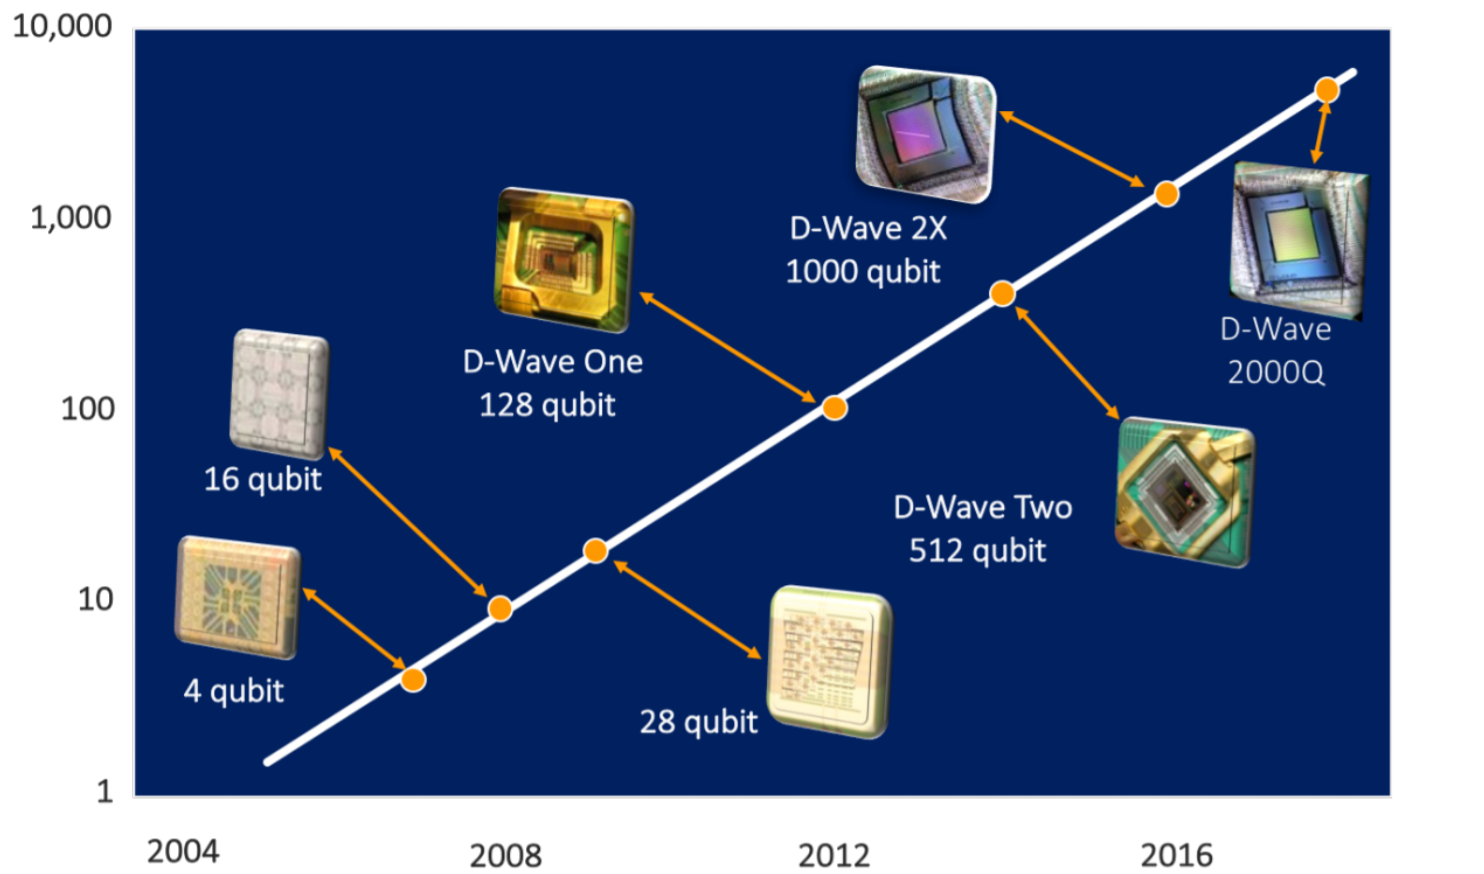 10,000
1,000
100
10
1
D-Wave 2X
1000 qubit
D-Wave
2000Q
D-Wave One
128 qubit
16 qubit
D-Wave Two
512 qubit
4 qubit
28 qubit
2004
2008
2012
2016